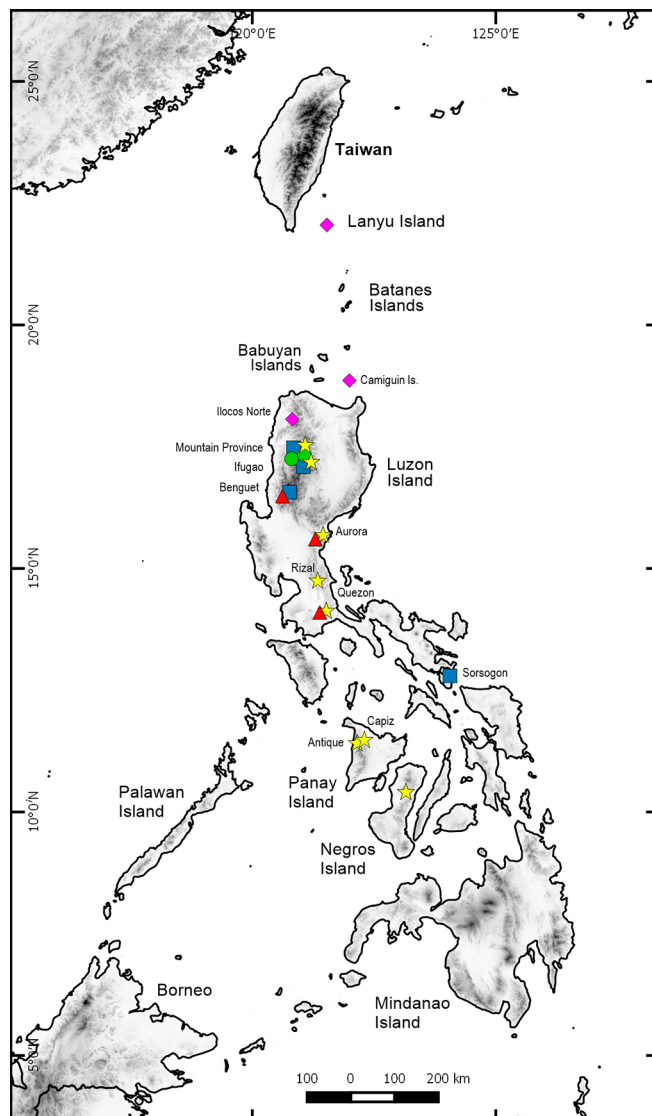 120°0'E
125°0'E
25°0'N
Taiwan
Lanyu Island
Batanes
Islands
20°0'N
Babuyan
Islands
Camiguin Is.
Ilocos Norte
Mountain Province
Ifugao
Luzon
Island
Benguet
Aurora
15°0'N
Rizal
Quezon
Sorsogon
Capiz
Antique
Panay
Island
Palawan
Island
10°0'N
Negros
Island
Borneo
Mindanao
Island
5°0'N
100 0 100 200 km